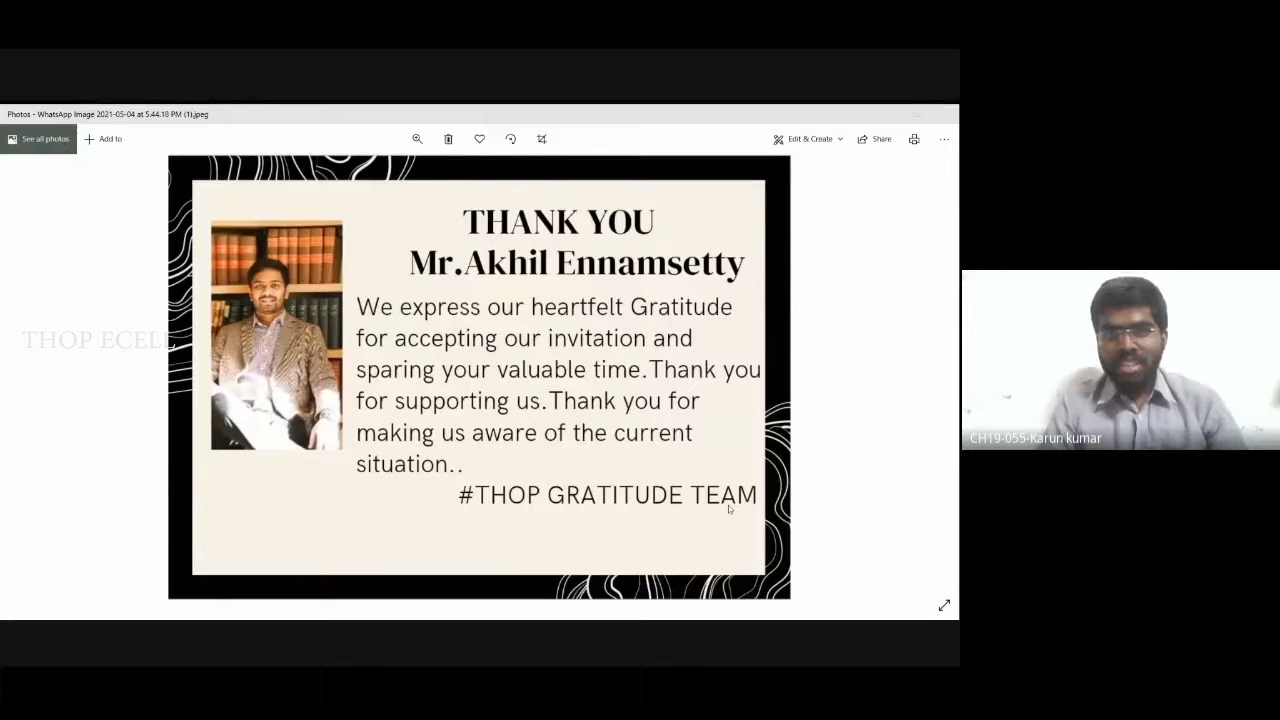 Photos - WhatsApp Image 2021-05-04 at 5.44.18 PM (1).jpeg
See all photos
Add to
Edit & Create
Share
THANK YOU
Mr.Akhil Ennamsetty
We express our heartfelt Gratitude
for accepting our invitation and
sparing your valuable time.Thank you
for supporting us.Thank you for
making us aware of the current
situation..
#THOP GRATITUDE TEAM
THOP ECELL
CH19-055-Karun kumar